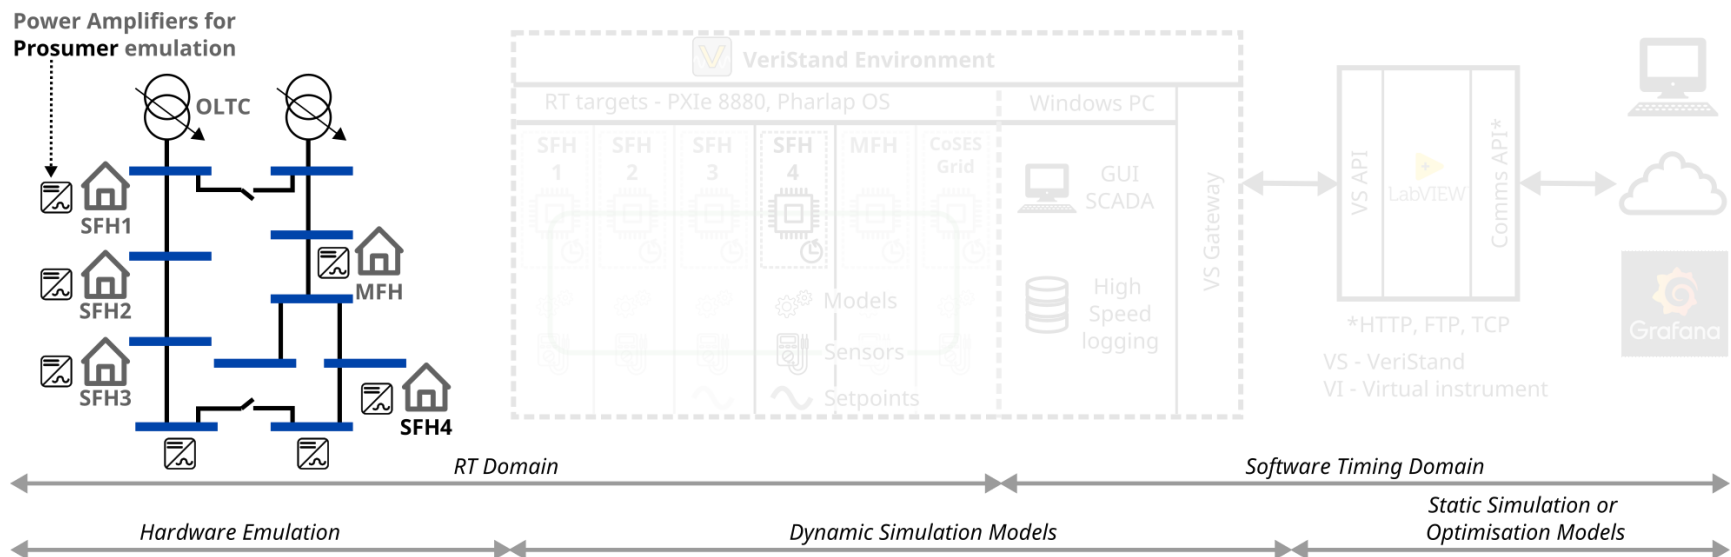 Power Amplifiers for
Prosumer emulation
OLTC
SFH1
SFH2
SFH3
MFH
SFH4
VeriStand Environment
RT targets - PXIe 8880, Pharlap OS
Windows PC
SFH
1
SFH
2
SFH
3
SFH
4
MFH
CoSES
Grid
Models
Sensors
Setpoints
GUI
SCADA
High
Speed
logging
VS Gateway
VS API
LabVIEW
Comms API*
*HTTP, FTP, TCP
VS - VeriStand
VI - Virtual instrument
Grafana
RT Domain
Software Timing Domain
Hardware Emulation
Dynamic Simulation Models
Static Simulation or
Optimisation Models